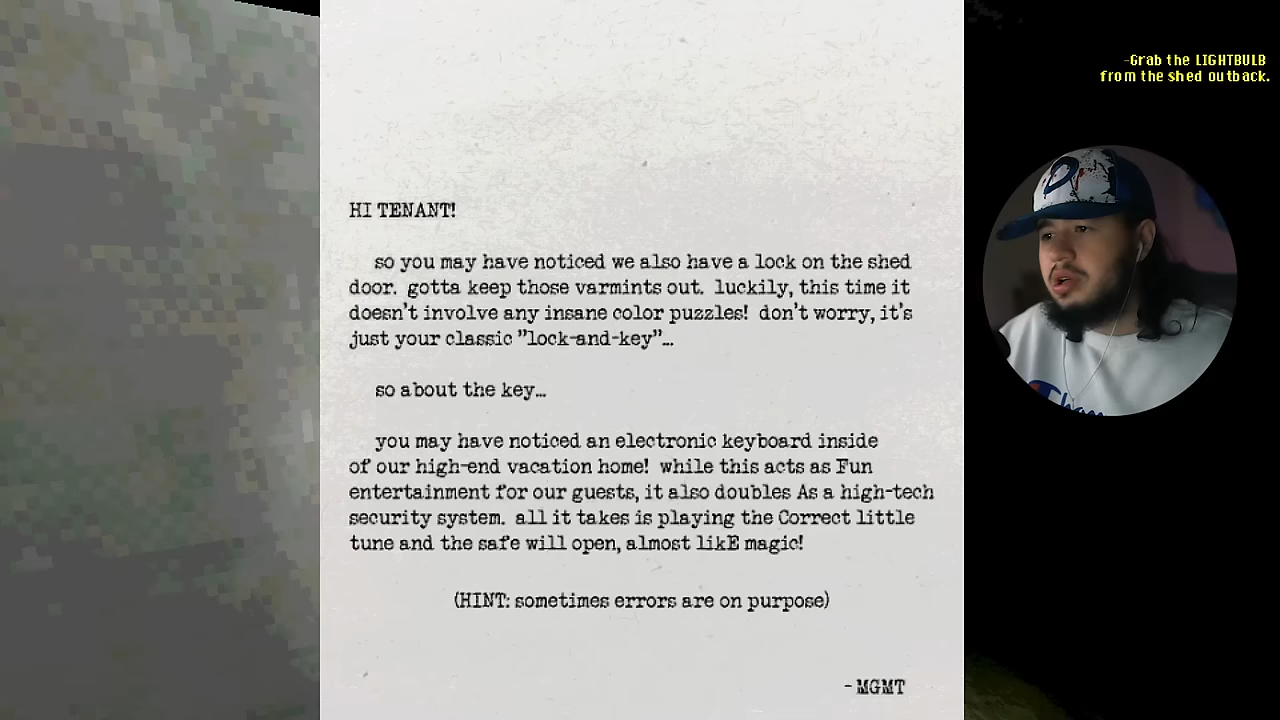 -Grab the LIGHTBULB
from the shed outback.
HI TENANT!
so you may have noticed we also have a lock on the shed
door. gotta keep those varmints out. luckily, this time it
doesn't involve any insane color puzzles! don't worry, it's
just your classic "lock-and-key"...
so about the key...
you may have noticed an electronic keyboard inside
of our high-end vacation home! while this acts as Fun
entertainment for our guests, it also doubles As a high-tech
security system. all it takes is playing the Correct little
tune and the safe will open, almost likE magic!
(HINT: sometimes errors are on purpose)
- MGMT